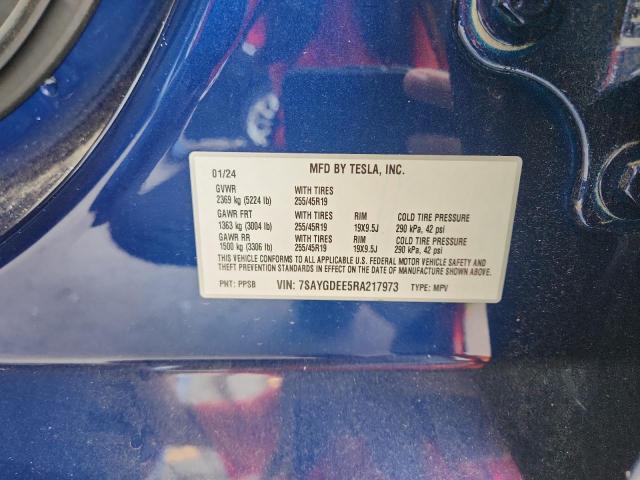 01/24 MFD BY TESLA, INC.
GVWR WITH TIRES
2369 kg (5224 lb) 255/45R19
GAWR FRT WITH TIRES RIM COLD TIRE PRESSURE
1363 kg (3004 lb) 255/45R19 19X9.5J 290 kPa, 42 psi
GAWR RR WITH TIRES RIM COLD TIRE PRESSURE
1500 kg (3306 lb) 255/45R19 19X9.5J 290 kPa, 42 psi
THIS VEHICLE CONFORMS TO ALL APPLICABLE U.S. FEDERAL MOTOR VEHICLE SAFETY AND
THEFT PREVENTION STANDARDS IN EFFECT ON THE DATE OF MANUFACTURE SHOWN ABOVE.
PNT: PPSB VIN: 7SAYGDEE5RA217973 TYPE: MPV